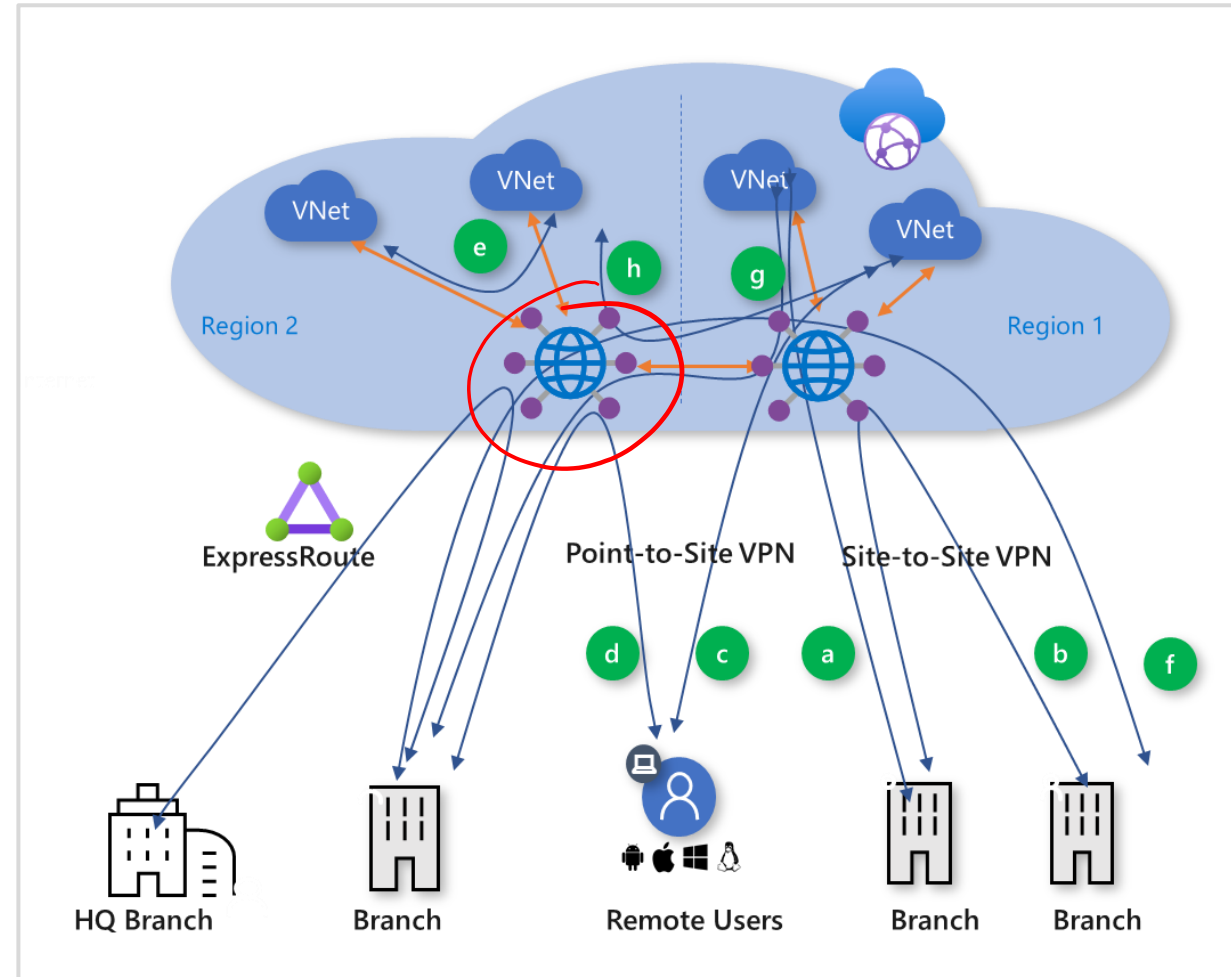 VNet
VNet
VNet
VNet
e
h
g
Region 2
Region 1
ExpressRoute
Point-to-Site VPN
Site-to-Site VPN
d
c
a
b
f
HQ Branch
Branch
Remote Users
Branch
Branch